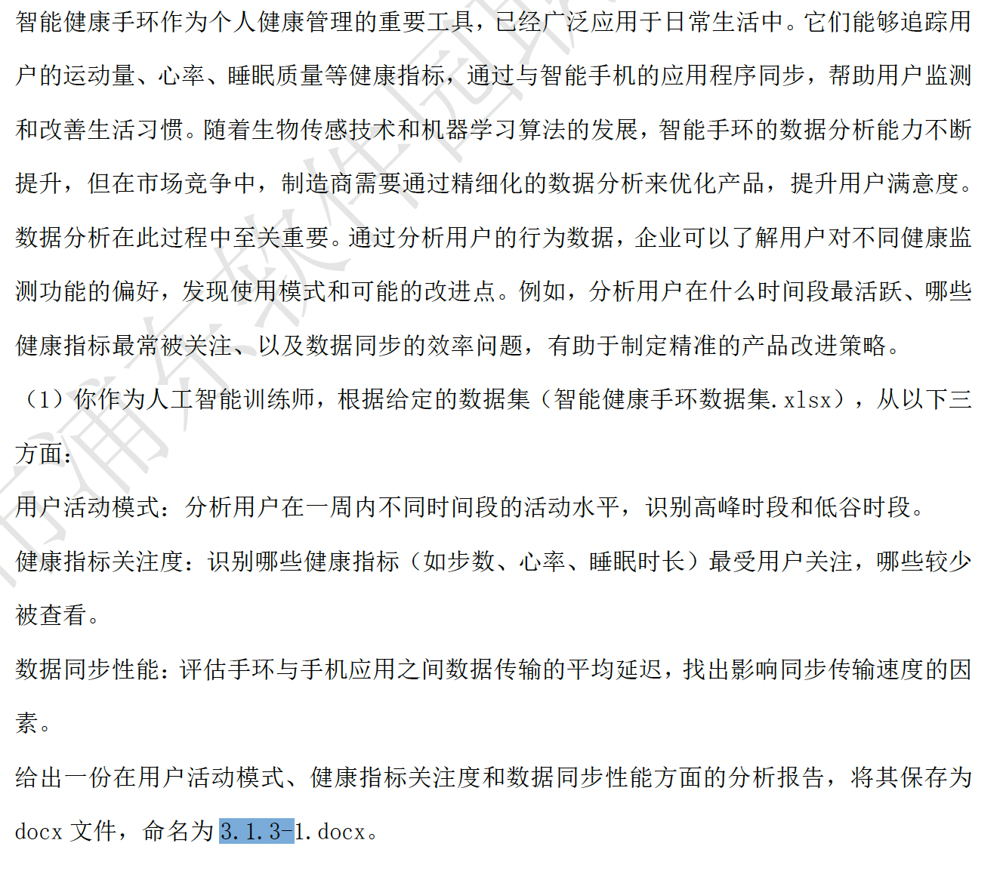 智能健康手环作为个人健康管理的重要工具，已经广泛应用于日常生活中。它们能够追踪用
户的运动量、心率、睡眠质量等健康指标，通过与智能手机的应用程序同步，帮助用户监测
和改善生活习惯。随着生物传感技术和机器学习算法的发展，智能手环的数据分析能力不断
提升，但在市场竞争中，制造商需要通过精细化的数据分析来优化产品，提升用户满意度。
数据分析在此过程中至关重要。通过分析用户的行为数据，企业可以了解用户对不同健康监
测功能的偏好，发现使用模式和可能的改进点。例如，分析用户在什么时间段最活跃、哪些
健康指标最常被关注、以及数据同步的效率问题，有助于制定精准的产品改进策略。
（1）你作为人工智能训练师，根据给定的数据集（智能健康手环数据集.xlsx），从以下三
方面：
用户活动模式：分析用户在一周内不同时间段的活动水平，识别高峰时段和低谷时段。
健康指标关注度：识别哪些健康指标（如步数、心率、睡眠时长）最受用户关注，哪些较少
被查看。
数据同步性能：评估手环与手机应用之间数据传输的平均延迟，找出影响同步传输速度的因
素。
给出一份在用户活动模式、健康指标关注度和数据同步性能方面的分析报告，将其保存为
docx 文件，命名为 3.1.3-1.docx。
市浦东软件园联